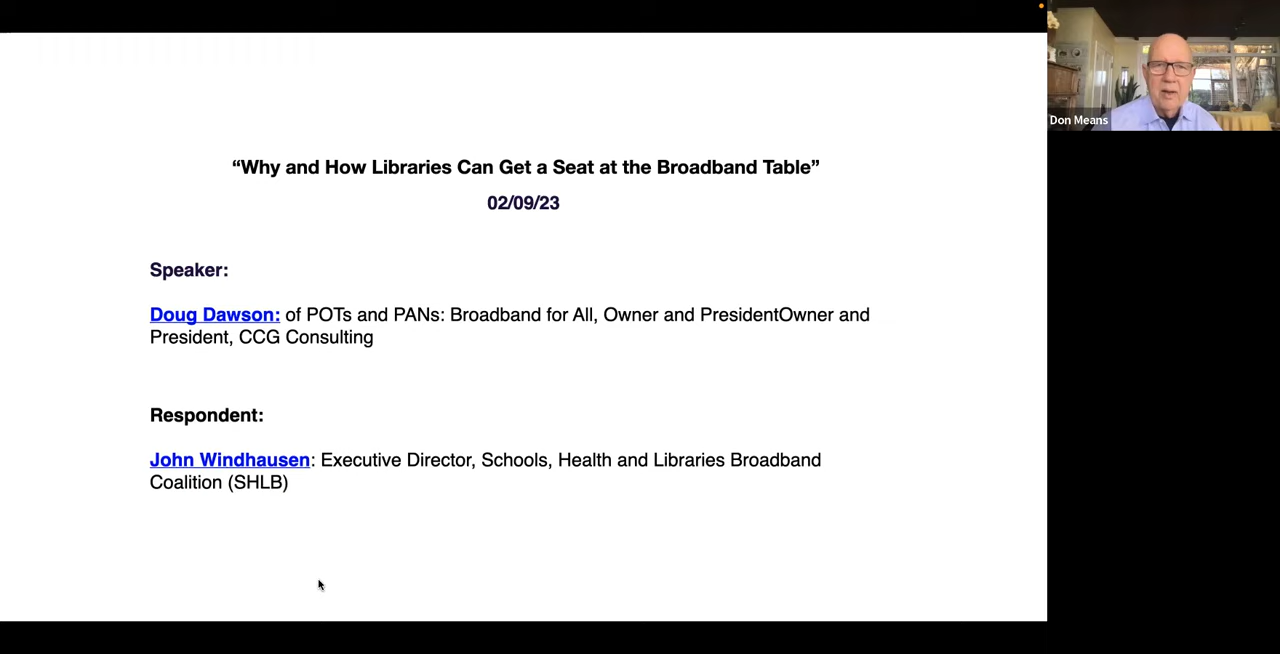 “Why and How Libraries Can Get a Seat at the Broadband Table”
02/09/23
Speaker:
Doug Dawson: of POTs and PANs: Broadband for All, Owner and PresidentOwner and
President, CCG Consulting
Respondent:
John Windhausen: Executive Director, Schools, Health and Libraries Broadband
Coalition (SHLB)
Don Means